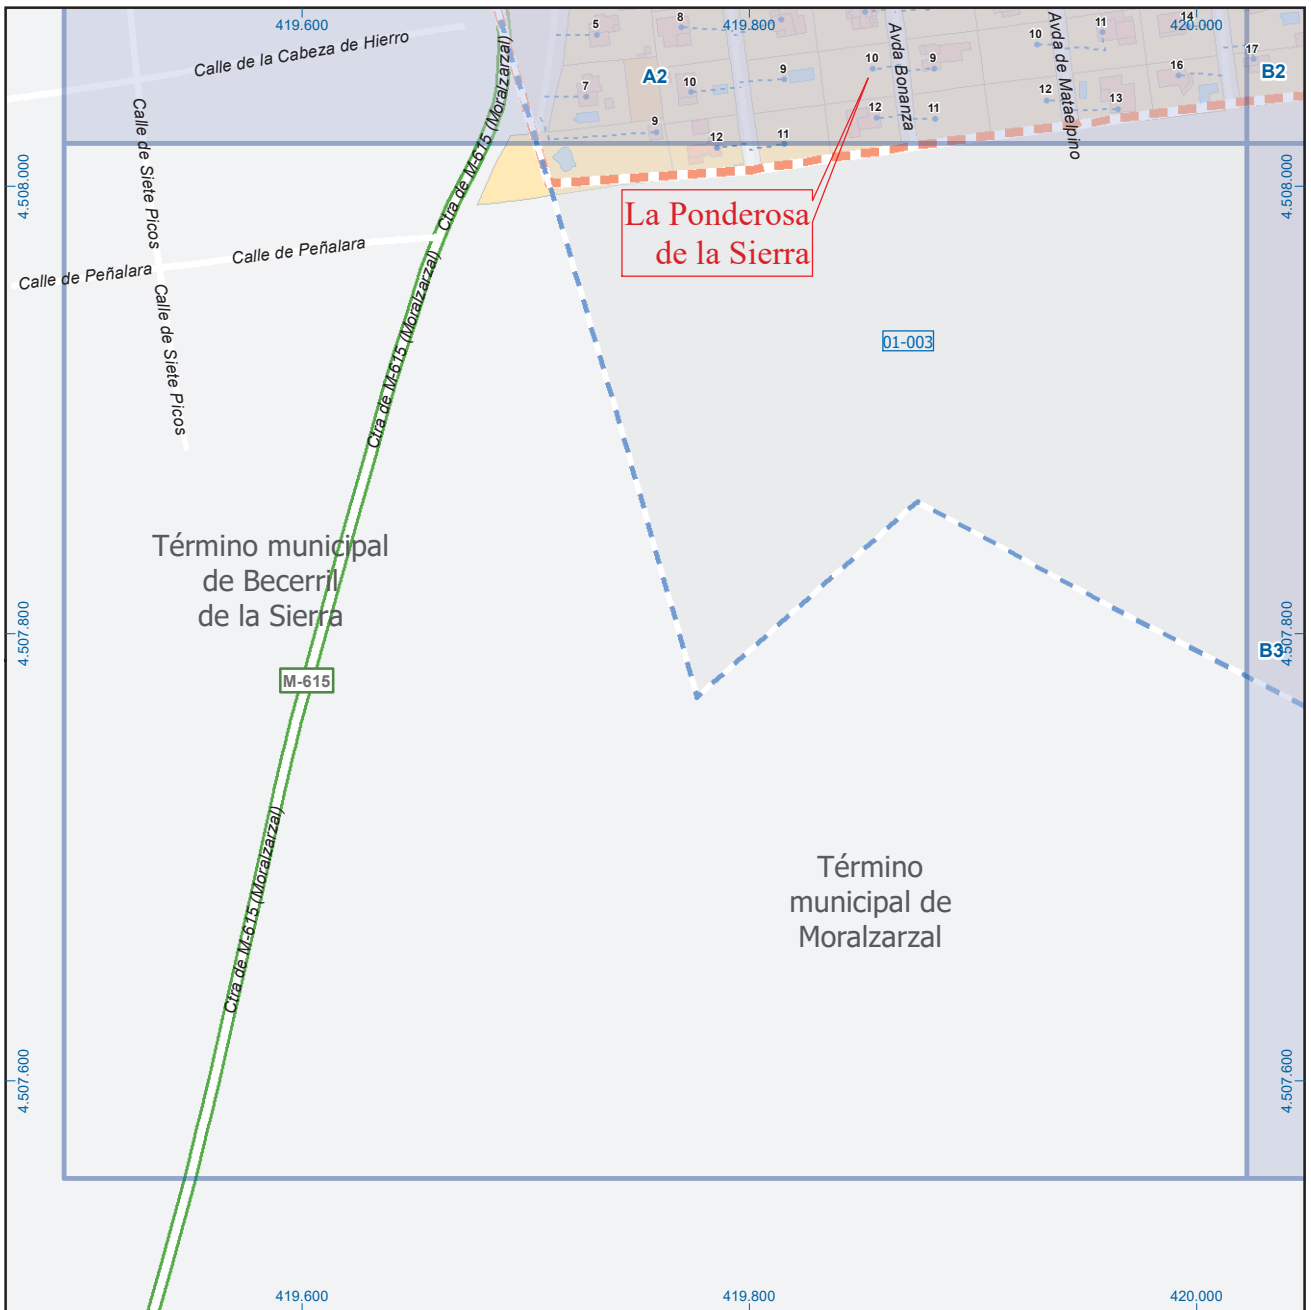 419.600
419.800
420.000
Calle de la Cabeza de Hierro
5
8
11
14
10
17
10
9
A2
B2
7
10
9
16
12
13
12
11
9
12
11
Avda Bonanza
Avda de Mataelpino
Calle de Siete Picos
Calle de Siete Picos
Calle de Peñalara
Calle de Peñalara
Ctra de M-615 (Moralzarzal)
Ctra de M-615 (Moralzarzal)
Ctra de M-615 (Moralzarzal)
4.508.000
4.508.000
La Ponderosa
de la Sierra
01-003
Término municipal
de Becerril
de la Sierra
4.507.800
4.507.800
B3
M-615
Término
municipal de
Moralzarzal
4.507.600
4.507.600
419.600
419.800
420.000